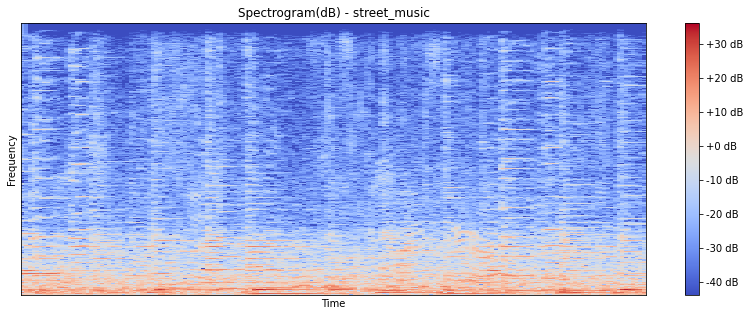 Spectrogram(dB) - street_music
Frequency
Time
+30 dB
+20 dB
+10 dB
+0 dB
-10 dB
-20 dB
-30 dB
-40 dB